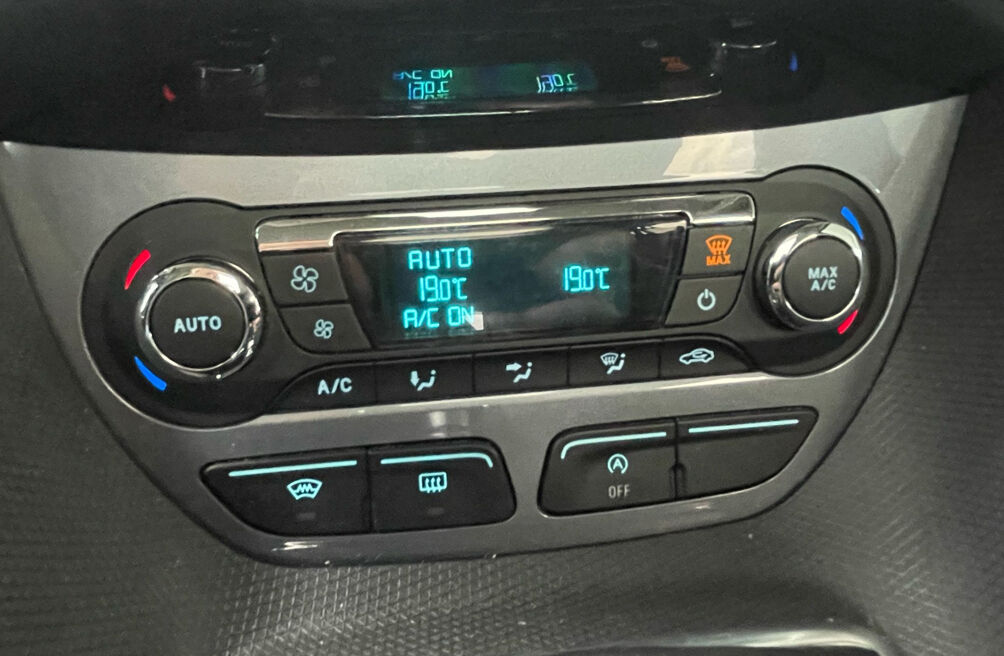 AUTO
19.0°C 19.0°C
A/C ON
MAX
AUTO
MAX
A/C
A/C
A
OFF